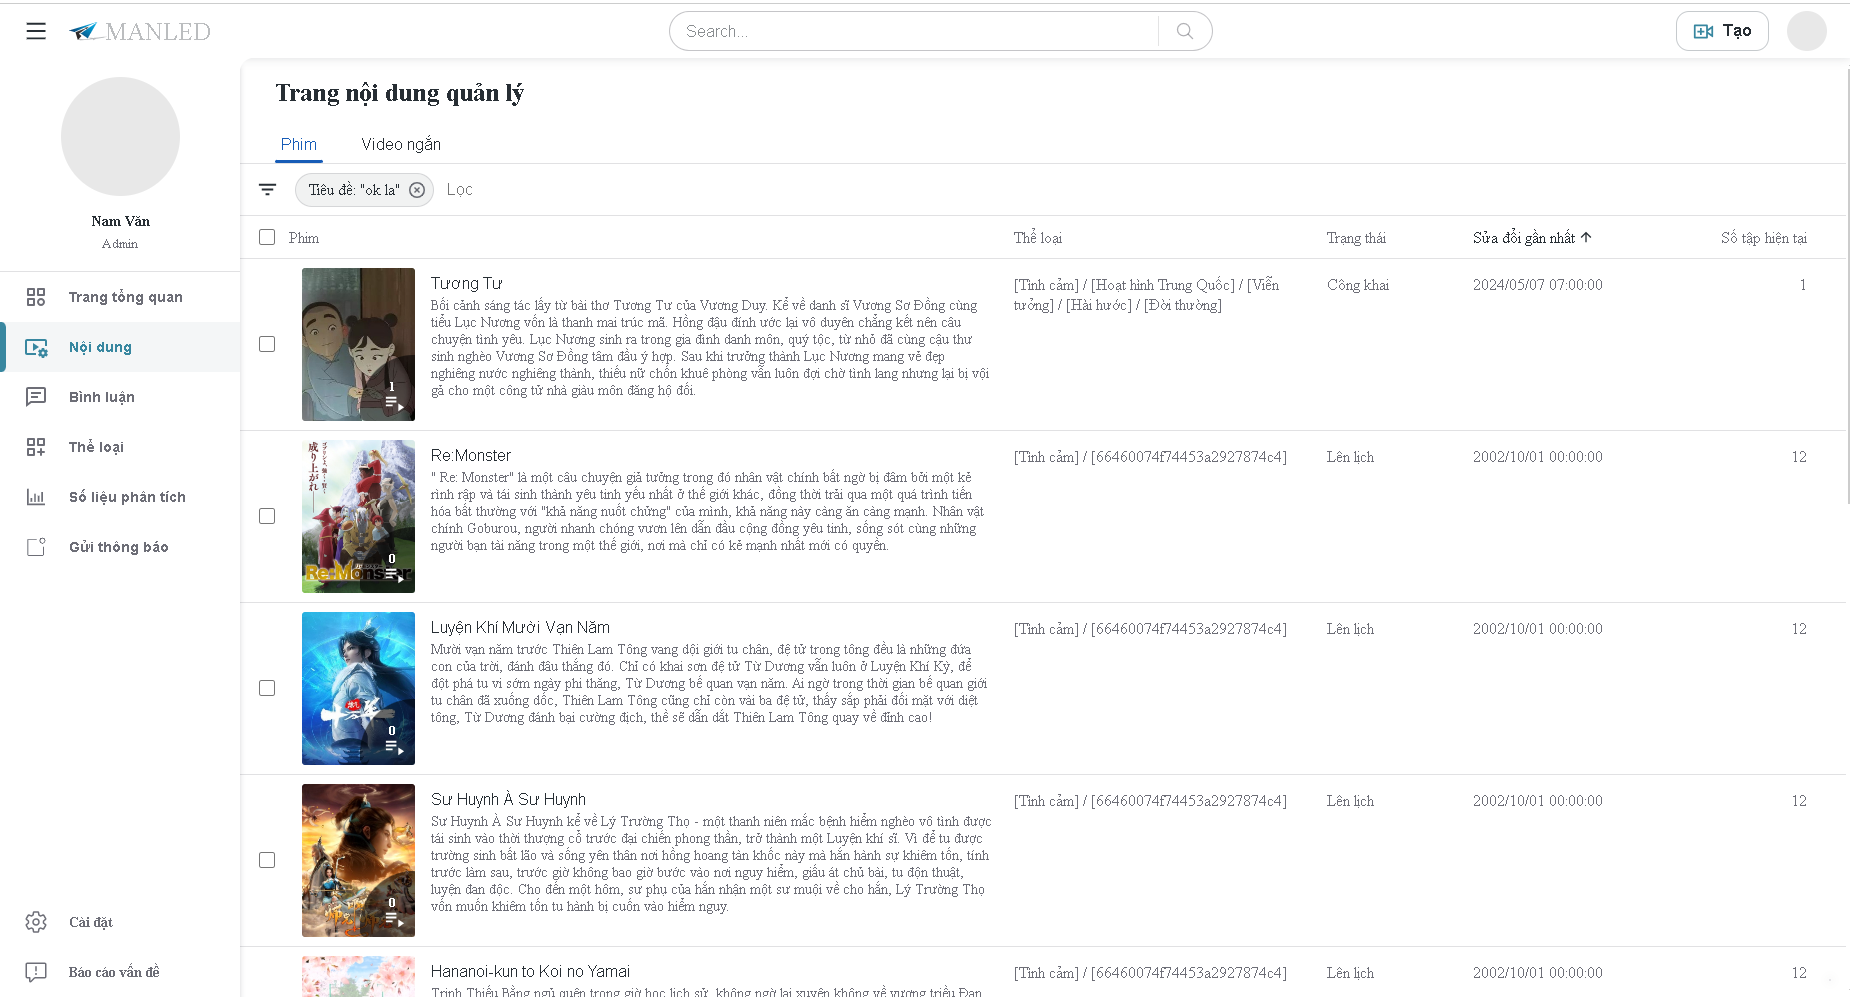 MANLED
Search...
Tạo
Nam Văn
Admin
Trang tổng quan
Nội dung
Bình luận
Thể loại
Số liệu phân tích
Gửi thông báo
Cài đặt
Báo cáo vấn đề
Trang nội dung quản lý
Phim
Video ngắn
Tiêu đề: "ok la"
Lọc
Phim
Thể loại
Trạng thái
Sửa đổi gần nhất
Số tập hiện tại
1
Tương Tư
Bối cảnh sáng tác lấy từ bài thơ Tương Tư của Vương Duy. Kể về danh sĩ Vương Sơ Đồng cùng
tiểu Lục Nương vốn là thanh mai trúc mã. Hồng đậu đính ước lại vô duyên chẳng kết nên câu
chuyện tình yêu. Lục Nương sinh ra trong gia đình danh môn, quý tộc, từ nhỏ đã cùng cậu thư
sinh nghèo Vương Sơ Đồng tâm đầu ý hợp. Sau khi trưởng thành Lục Nương mang vẻ đẹp
nghiêng nước nghiêng thành, thiếu nữ chốn khuê phòng vẫn luôn đợi chờ tình lang nhưng lại bị vội
gả cho một công tử nhà giàu môn đăng hộ đối.
[Tình cảm] / [Hoạt hình Trung Quốc] / [Viễn
tưởng] / [Hài hước] / [Đời thường]
Công khai
2024/05/07 07:00:00
1
成り上がれ
Re:Monster
0
Re:Monster
" Re: Monster" là một câu chuyện giả tưởng trong đó nhân vật chính bất ngờ bị đâm bởi một kẻ
rình rập và tái sinh thành yêu tinh yếu nhất ở thế giới khác, đồng thời trải qua một quá trình tiến
hóa bất thường với "khả năng nuốt chửng" của mình, khả năng này càng ăn càng mạnh. Nhân vật
chính Goburou, người nhanh chóng vươn lên dẫn đầu cộng đồng yêu tinh, sống sót cùng những
người bạn tài năng trong một thế giới, nơi mà chỉ có kẻ mạnh nhất mới có quyền.
[Tình cảm] / [66460074f74453a2927874c4]
Lên lịch
2002/10/01 00:00:00
12
0
Luyện Khí Mười Vạn Năm
Mười vạn năm trước Thiên Lam Tông vang dội giới tu chân, đệ tử trong tông đều là những đứa
con của trời, đánh đâu thắng đó. Chỉ có khai sơn đệ tử Từ Dương vẫn luôn ở Luyện Khí Kỳ, để
đột phá tu vi sớm ngày phi thăng, Từ Dương bế quan vạn năm. Ai ngờ trong thời gian bế quan giới
tu chân đã xuống dốc, Thiên Lam Tông cũng chỉ còn vài ba đệ tử, thấy sắp phải đối mặt với diệt
tông, Từ Dương đánh bại cường địch, thề sẽ dẫn dắt Thiên Lam Tông quay về đỉnh cao!
[Tình cảm] / [66460074f74453a2927874c4]
Lên lịch
2002/10/01 00:00:00
12
0
Sư Huynh À Sư Huynh
Sư Huynh À Sư Huynh kể về Lý Trường Thọ - một thanh niên mắc bệnh hiểm nghèo vô tình được
tái sinh vào thời thượng cổ trước đại chiến phong thần, trở thành một Luyện khí sĩ. Vì để tu được
trường sinh bất lão và sống yên thân nơi hồng hoang tàn khốc này mà hắn hành sự khiêm tốn, tính
trước làm sau, trước giờ không bao giờ bước vào nơi nguy hiểm, giấu át chủ bài, tu độn thuật,
luyện đan độc. Cho đến một hôm, sư phụ của hắn nhận một sư muội về cho hắn, Lý Trường Thọ
vốn muốn khiêm tốn tu hành bị cuốn vào hiểm nguy.
[Tình cảm] / [66460074f74453a2927874c4]
Lên lịch
2002/10/01 00:00:00
12
Hananoi-kun to Koi no Yamai
Trịnh Thiếu Bằng ngủ quên trong giờ học lịch sử, không ngờ lại xuyên không về vương triều Đan
[Tình cảm] / [66460074f74453a2927874c4]
Lên lịch
2002/10/01 00:00:00
12